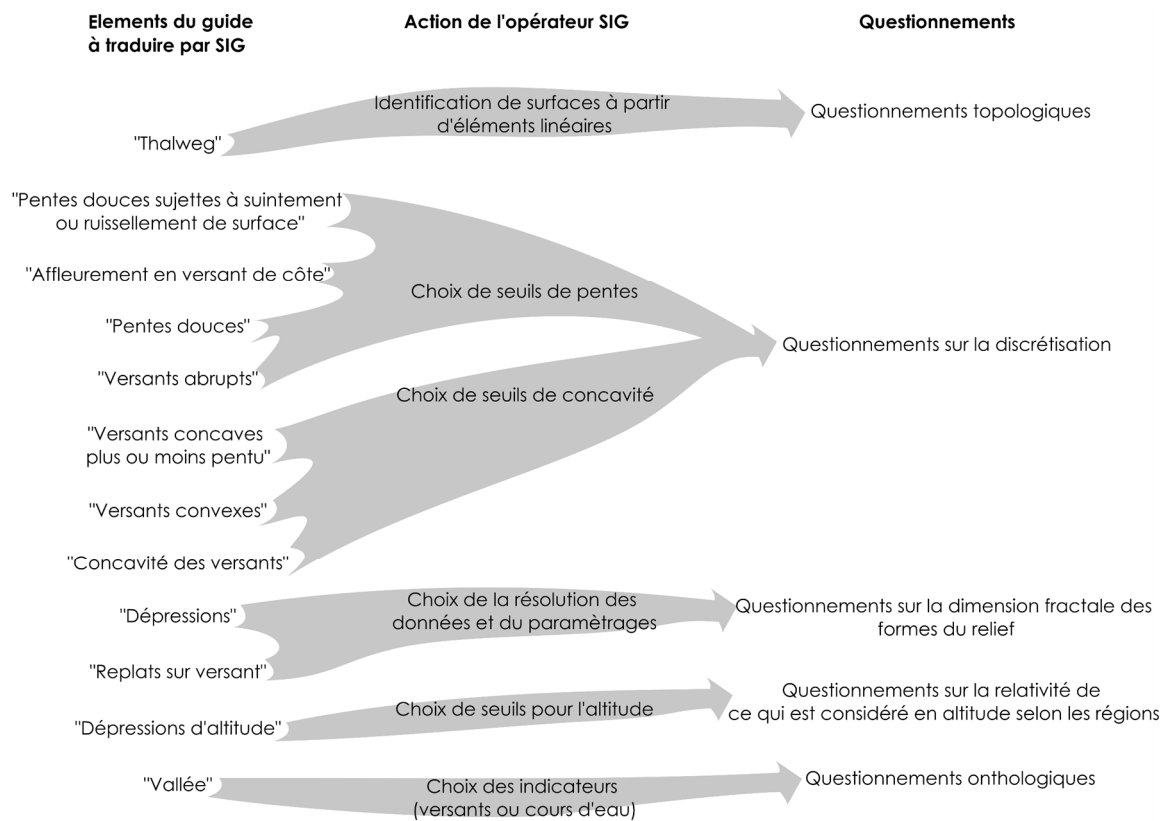 Elements du guide
à traduire par SIG
Action de l'opérateur SIG
Questionnements
Identification de surfaces à partir
d'éléments linéaires
Questionnements topologiques
"Thalweg"
"Pentes douces sujettes à suintement
ou ruissellement de surface"
"Affleurement en versant de côte"
Choix de seuils de pentes
"Pentes douces"
Questionnements sur la discrétisation
"Versants abrupts"
Choix de seuils de concavité
"Versants concaves
plus ou moins pentu"
"Versants convexes"
"Concavité des versants"
"Dépressions"
Choix de la résolution des
données et du paramètrages
Questionnements sur la dimension fractale des
formes du relief
"Replats sur versant"
"Dépressions d'altitude"
Choix de seuils pour l'altitude
Questionnements sur la relativité de
ce qui est considéré en altitude selon les régions
"Vallée"
Choix des indicateurs
(versants ou cours d'eau)
Questionnements onthologiques